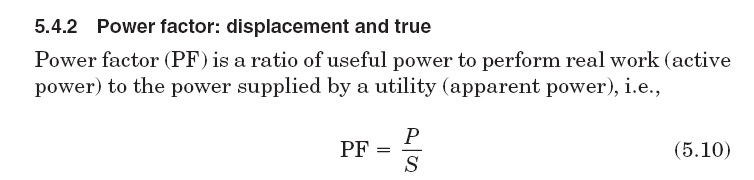 5.4.2 Power factor: displacement and true
Power factor (PF) is a ratio of useful power to perform real work (active
power) to the power supplied by a utility (apparent power), i.e.,
PF = P/S (5.10)